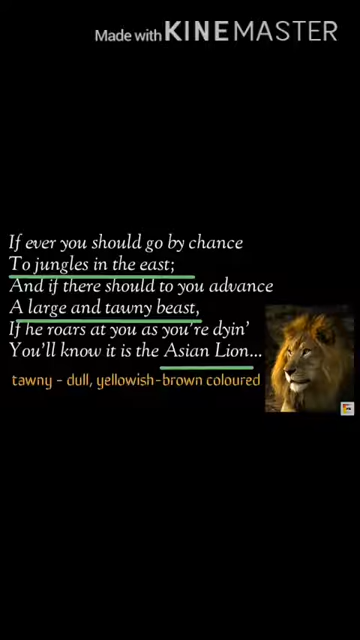 Made with KINEMASTER
If ever you should go by chance
To jungles in the east;
And if there should to you advance
A large and tawny beast,
If he roars at you as you're dyin'
You'll know it is the Asian Lion...
tawny - dull, yellowish-brown coloured